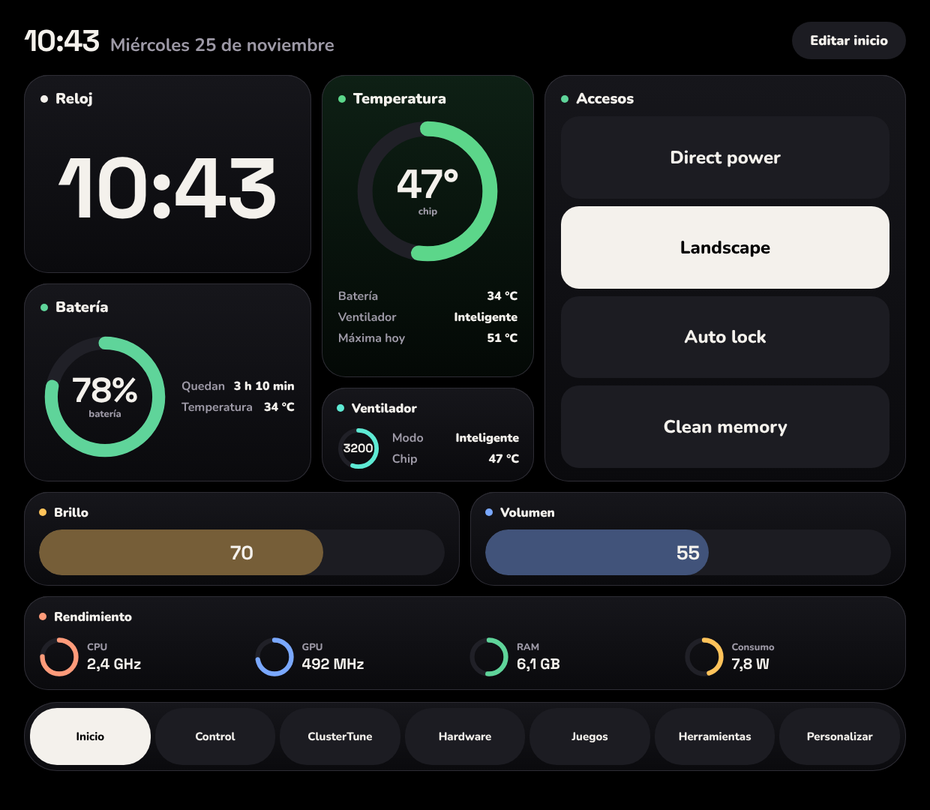 10:43 Miércoles 25 de noviembre
Editar inicio
Reloj
10:43
Batería
78%
batería
Quedan 3 h 10 min
Temperatura 34 °C
Temperatura
47°
chip
Batería 34 °C
Ventilador Inteligente
Máxima hoy 51 °C
Ventilador
3200
Modo Inteligente
Chip 47 °C
Accesos
Direct power
Landscape
Auto lock
Clean memory
Brillo
70
Volumen
55
Rendimiento
CPU
2,4 GHz
GPU
492 MHz
RAM
6,1 GB
Consumo
7,8 W
Inicio
Control
ClusterTune
Hardware
Juegos
Herramientas
Personalizar